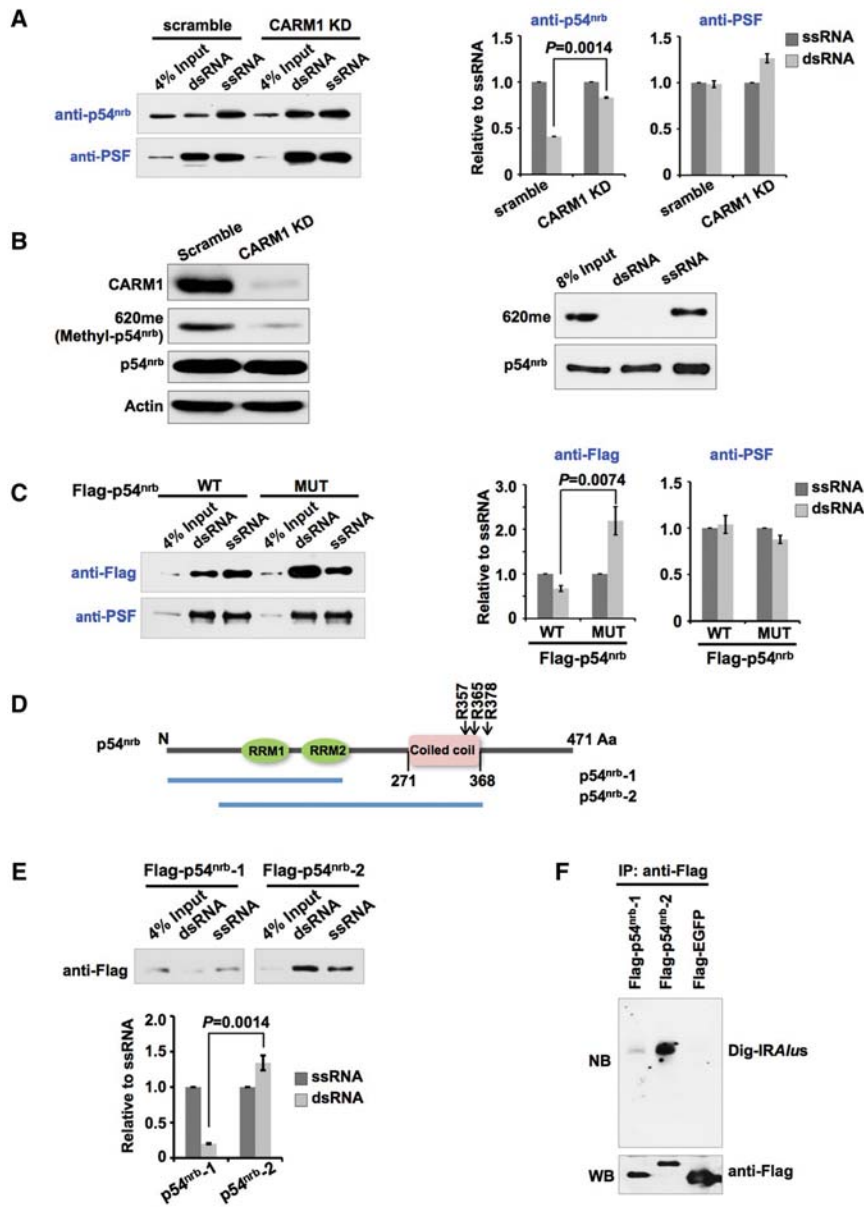 A
scramble
CARM1 KD
4% Input
dsRNA
ssRNA
4% Input
dsRNA
ssRNA
anti-p54ⁿʳᵇ
anti-PSF
anti-p54ⁿʳᵇ
anti-PSF
P=0.0014
ssRNA
dsRNA
Relative to ssRNA
1.5
1.0
0.5
0
1.5
1.0
0.5
0
sramble
CARM1 KD
sramble
CARM1 KD
B
Scramble
CARM1 KD
CARM1
620me
(Methyl-p54ⁿʳᵇ)
p54ⁿʳᵇ
Actin
8% Input
dsRNA
ssRNA
620me
p54ⁿʳᵇ
C
Flag-p54ⁿʳᵇ
WT
MUT
4% Input
dsRNA
ssRNA
4% Input
dsRNA
ssRNA
anti-Flag
anti-PSF
anti-Flag
anti-PSF
P=0.0074
ssRNA
dsRNA
Relative to ssRNA
3.0
2.0
1.0
0
1.5
1.0
0.5
0
WT
MUT
WT
MUT
Flag-p54ⁿʳᵇ
Flag-p54ⁿʳᵇ
D
R357
R365
R378
p54ⁿʳᵇ
N
RRM1
RRM2
Coiled coil
471 Aa
271
368
p54ⁿʳᵇ-1
p54ⁿʳᵇ-2
E
Flag-p54ⁿʳᵇ-1
Flag-p54ⁿʳᵇ-2
4% Input
dsRNA
ssRNA
4% Input
dsRNA
ssRNA
anti-Flag
P=0.0014
Relative to ssRNA
2.0
1.5
1.0
0.5
0
ssRNA
dsRNA
p54ⁿʳᵇ-1
p54ⁿʳᵇ-2
F
IP: anti-Flag
Flag-p54ⁿʳᵇ-1
Flag-p54ⁿʳᵇ-2
Flag-EGFP
NB
Dig-IRAlus
WB
anti-Flag